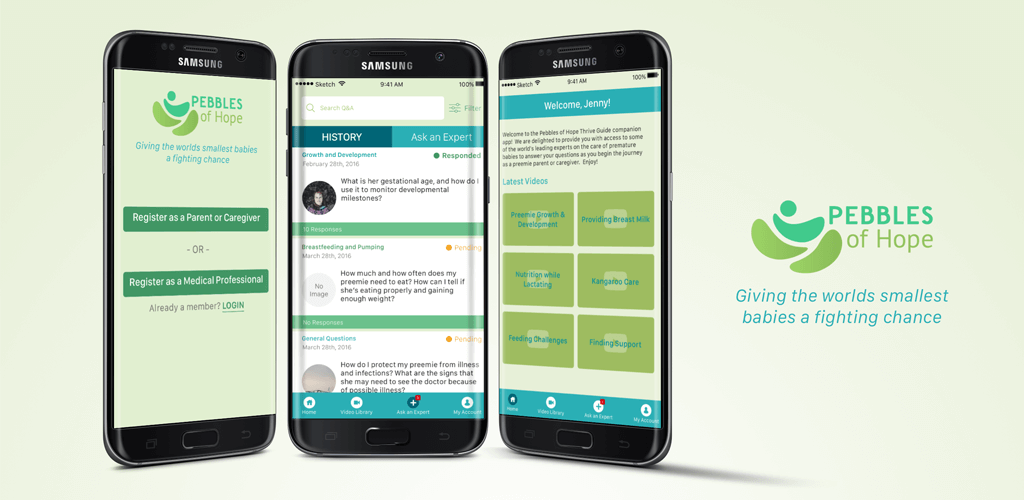 SAMSUNG
PEBBLES
of Hope
Giving the worlds smallest babies
a fighting chance
Register as a Parent or Caregiver
- OR -
Register as a Medical Professional
Already a member? LOGIN
SAMSUNG
Sketch 9:41 AM 100%
Search Q&A Filter
HISTORY Ask an Expert
Growth and Development Responded
February 28th, 2016
What is her gestational age, and how do i
use it to monitor developmental
milestones?
10 Responses
Breastfeeding and Pumping Pending
March 28th, 2016
No
Image
How much and how often does my
preemie need to eat? How can I tell if
she's eating properly and gaining
enough weight?
No Responses
General Questions Pending
March 28th, 2016
How do I protect my preemie from illness
and infections? What are the signs that
she may need to see the doctor because
of possible illness?
Home Video Library Ask an Expert My Account
SAMSUNG
Sketch 9:41 AM 100%
Welcome, Jenny!
Welcome to the Pebbles of Hope Thrive Guide companion
app! We are delighted to provide you with access to some
of the world's leading experts on the care of premature
babies to answer your questions as you begin the journey
as a preemie parent or caregiver. Enjoy!
Latest Videos
Preemie Growth &
Development
Providing Breast Milk
Nutrition while
Lactating
Kangaroo Care
Feeding Challenges
Finding Support
Home Video Library Ask an Expert My Account
PEBBLES
of Hope
Giving the worlds smallest
babies a fighting chance